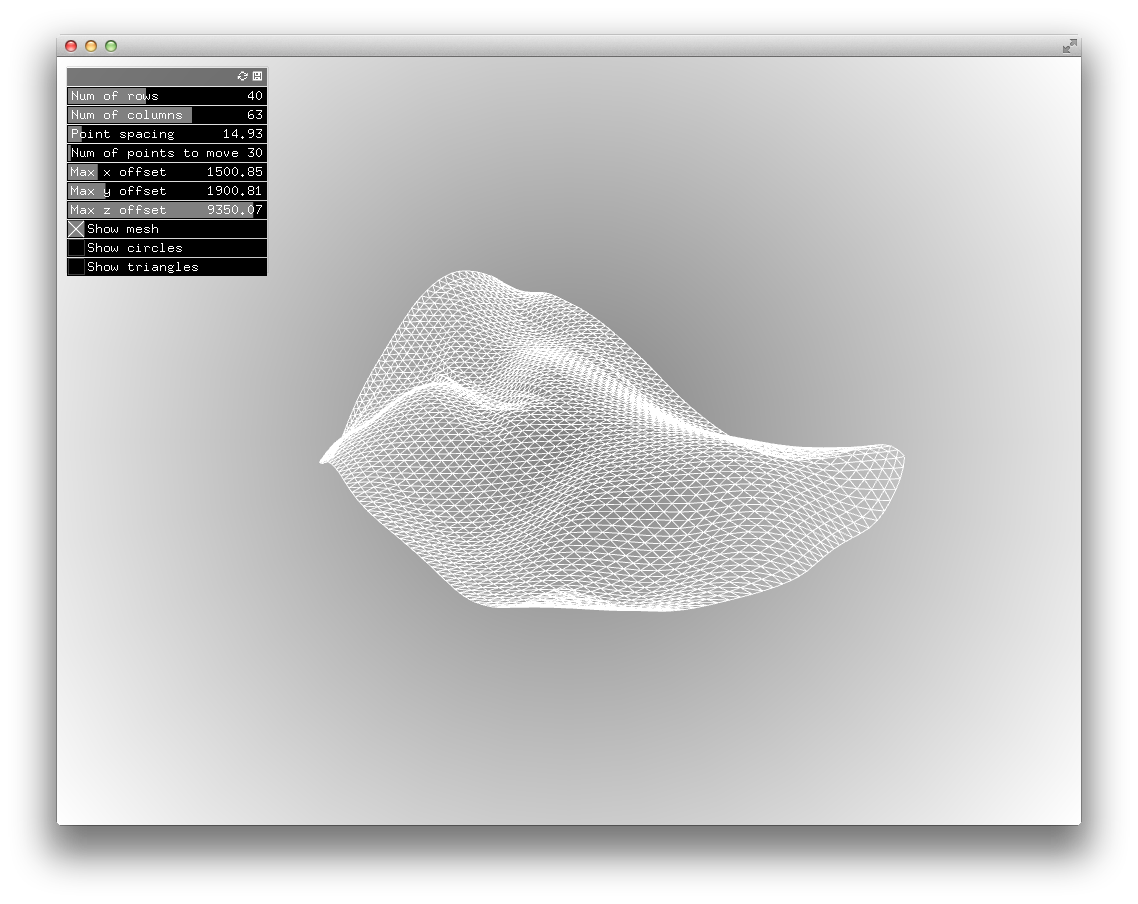 Num of rows 40
Num of columns 63
Point spacing 14.93
Num of points to move 30
Max x offset 1500.85
Max y offset 1900.81
Max z offset 9350.07
Show mesh
Show circles
Show triangles